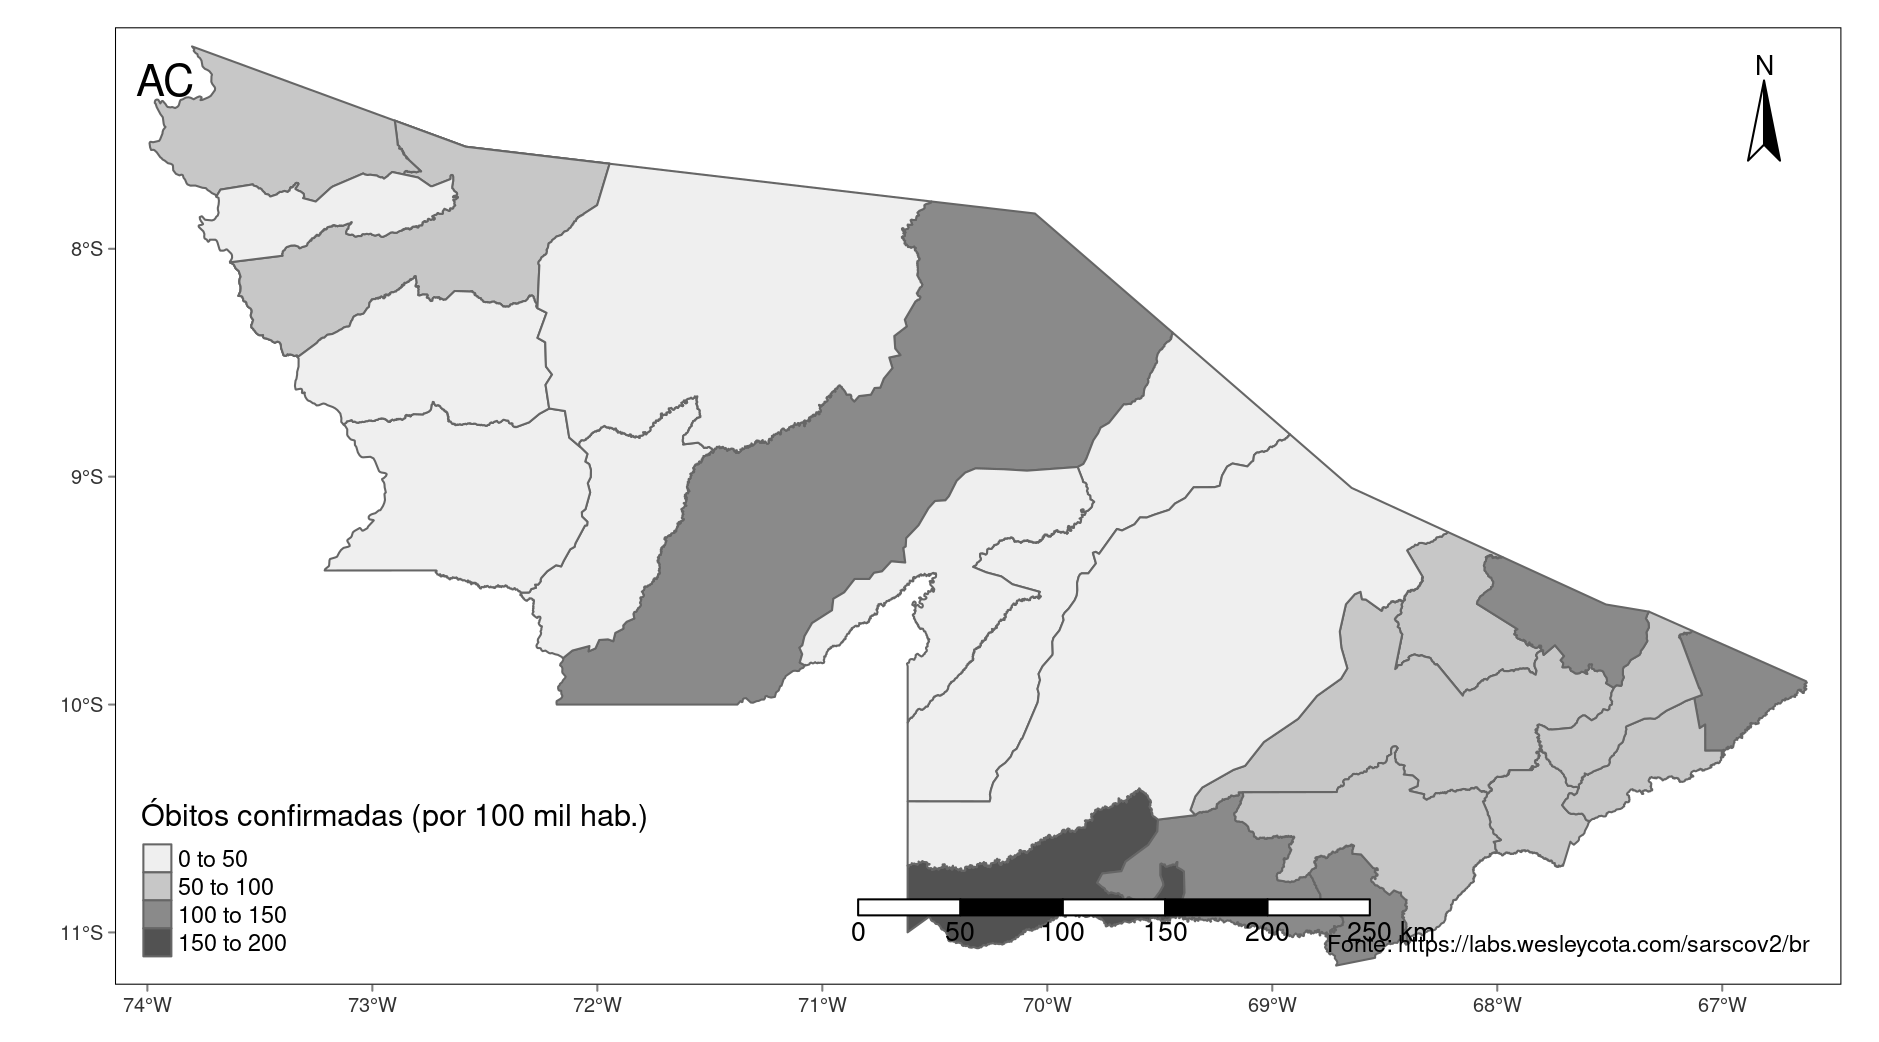 AC
N
8°S
9°S
10°S
11°S
Óbitos confirmadas (por 100 mil hab.)
0 to 50
50 to 100
100 to 150
150 to 200
0 50 100 150 200 250 km
Fonte: https://labs.wesleycota.com/sarscov2/br
74°W 73°W 72°W 71°W 70°W 69°W 68°W 67°W